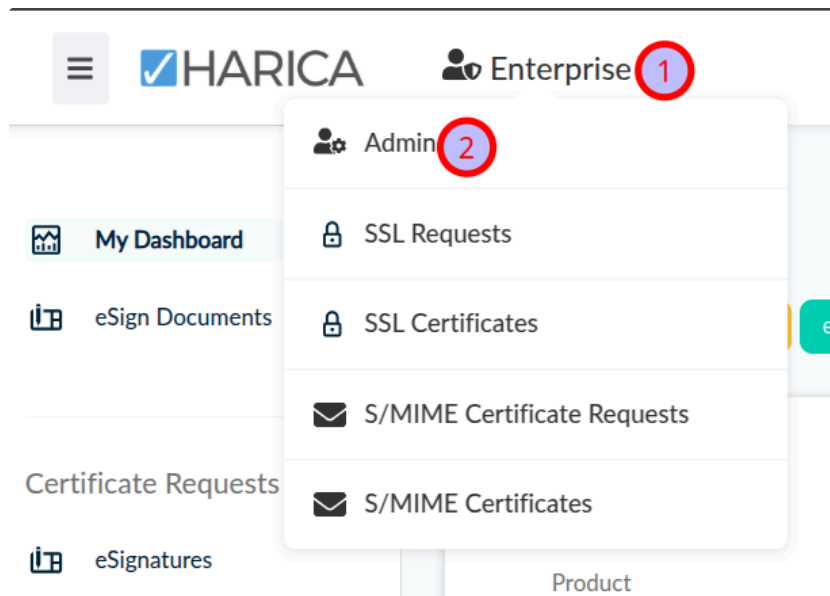 HARICA
Enterprise 1
Admin 2
SSL Requests
SSL Certificates
S/MIME Certificate Requests
S/MIME Certificates
My Dashboard
eSign Documents
Certificate Requests
eSignatures
Product
e